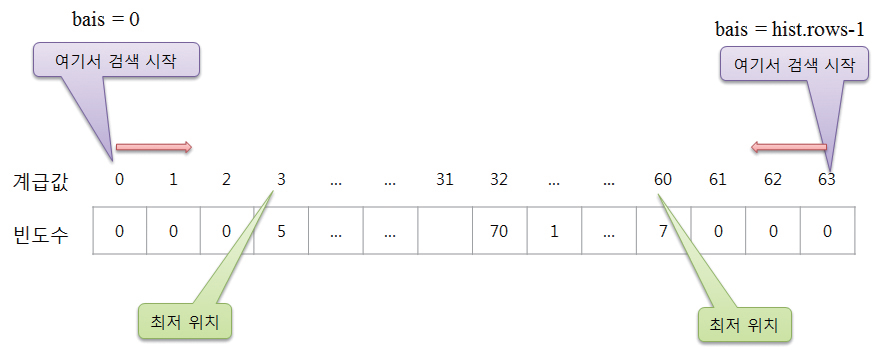 bais = 0
bais = hist.rows-1
여기서 검색 시작
여기서 검색 시작
계급값 0 1 2 3 ... ... 31 32 ... ... 60 61 62 63
빈도수 0 0 0 5 ... ... 70 1 ... 7 0 0 0
최저 위치
최저 위치